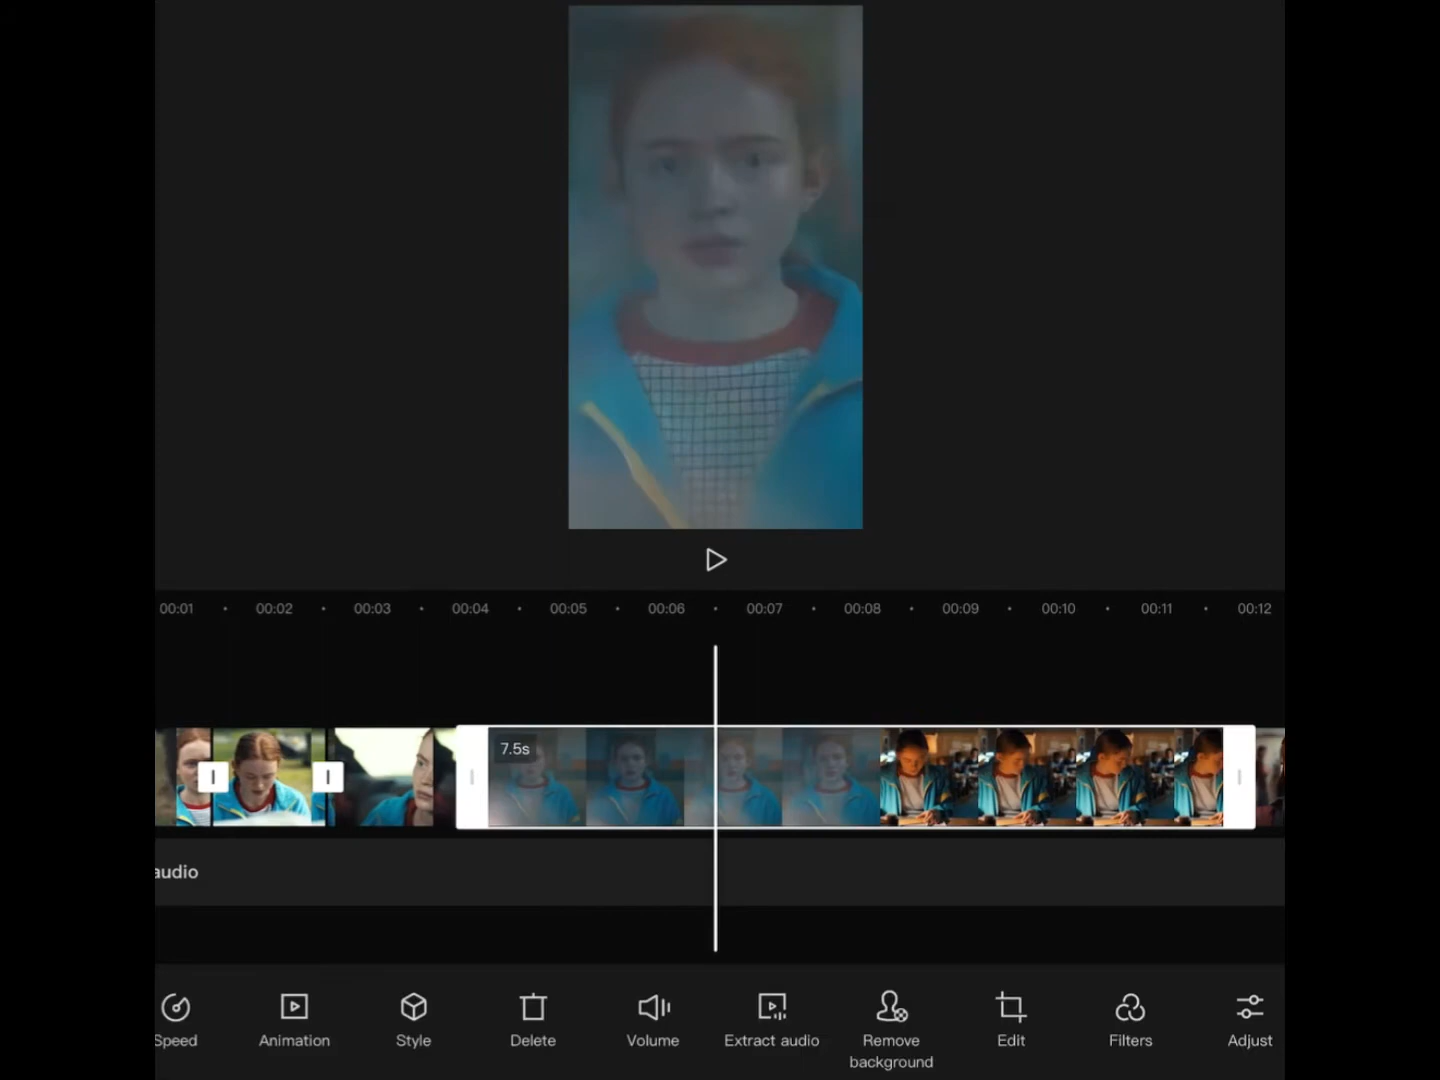 00:01 00:02 00:03 00:04 00:05 00:06 00:07 00:08 00:09 00:10 00:11 00:12
7.5s
audio
Speed
Animation
Style
Delete
Volume
Extract audio
Remove
background
Edit
Filters
Adjust